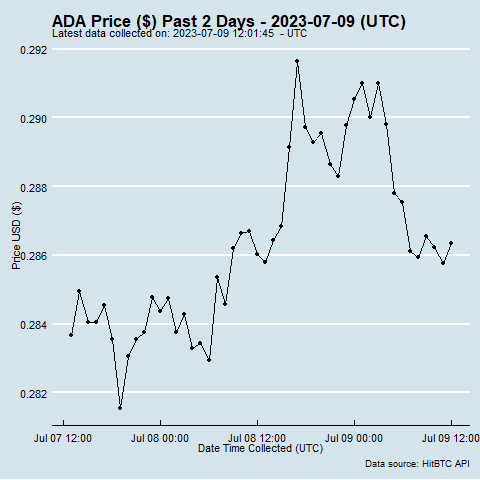 ADA Price ($) Past 2 Days - 2023-07-09 (UTC)
Latest data collected on: 2023-07-09 12:01:45 - UTC
0.292
0.290
0.288
0.286
0.284
0.282
Price USD ($)
Jul 07 12:00 Jul 08 00:00 Jul 08 12:00 Jul 09 00:00 Jul 09 12:00
Date Time Collected (UTC)
Data source: HitBTC API